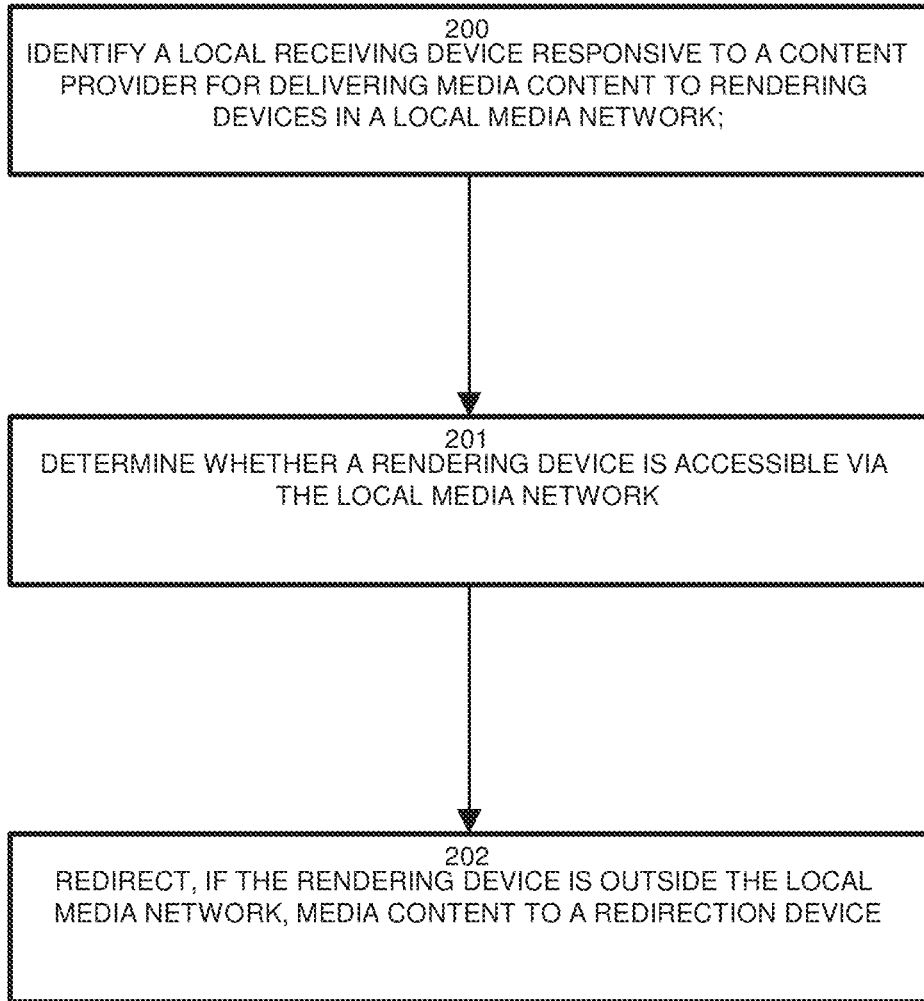 200
IDENTIFY A LOCAL RECEIVING DEVICE RESPONSIVE TO A CONTENT
PROVIDER FOR DELIVERING MEDIA CONTENT TO RENDERING
DEVICES IN A LOCAL MEDIA NETWORK;
201
DETERMINE WHETHER A RENDERING DEVICE IS ACCESSIBLE VIA
THE LOCAL MEDIA NETWORK
202
REDIRECT, IF THE RENDERING DEVICE IS OUTSIDE THE LOCAL
MEDIA NETWORK, MEDIA CONTENT TO A REDIRECTION DEVICE